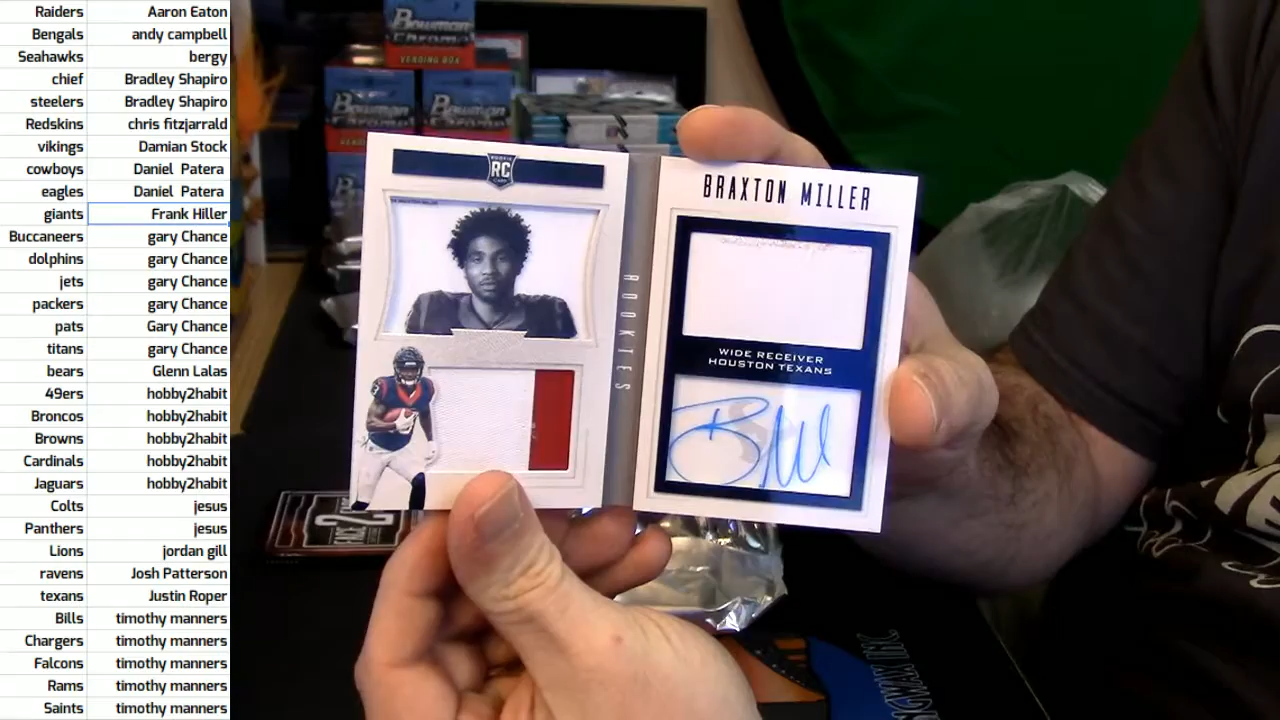 Raiders Aaron Eaton
Bengals andy campbell
Seahawks bergy
chief Bradley Shapiro
steelers Bradley Shapiro
Redskins chris fitzjarrald
vikings Damian Stock
cowboys Daniel Patera
eagles Daniel Patera
giants Frank Hiller
Buccaneers gary Chance
dolphins gary Chance
jets gary Chance
packers gary Chance
pats Gary Chance
titans gary Chance
bears Glenn Lalas
49ers hobby2habit
Broncos hobby2habit
Browns hobby2habit
Cardinals hobby2habit
Jaguars hobby2habit
Colts jesus
Panthers jesus
Lions jordan gill
ravens Josh Patterson
texans Justin Roper
Bills timothy manners
Chargers timothy manners
Falcons timothy manners
Rams timothy manners
Saints timothy manners
Bowman
Chrome
VENDING BOX
Bowman
Bowman
ROOKIE
RC
ROOKIES
BRAXTON MILLER
WIDE RECEIVER
HOUSTON TEXANS